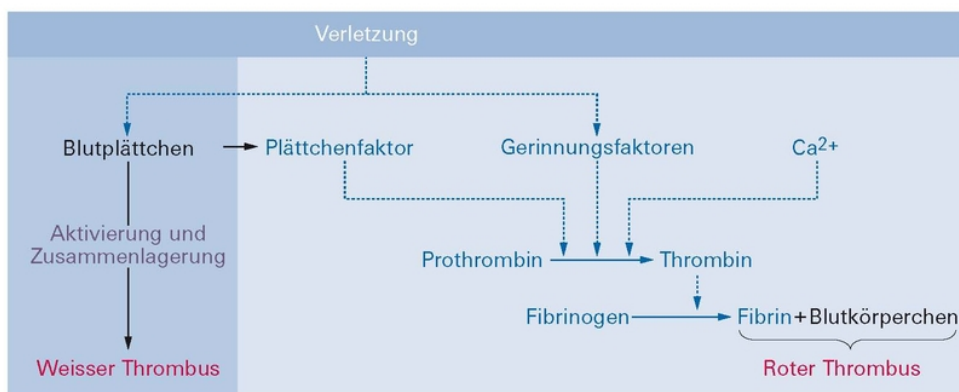 Verletzung
Blutplättchen
Plättchenfaktor
Gerinnungsfaktoren
Ca2+
Aktivierung und
Zusammenlagerung
Prothrombin
Thrombin
Fibrinogen
Fibrin+Blutkörperchen
Weisser Thrombus
Roter Thrombus